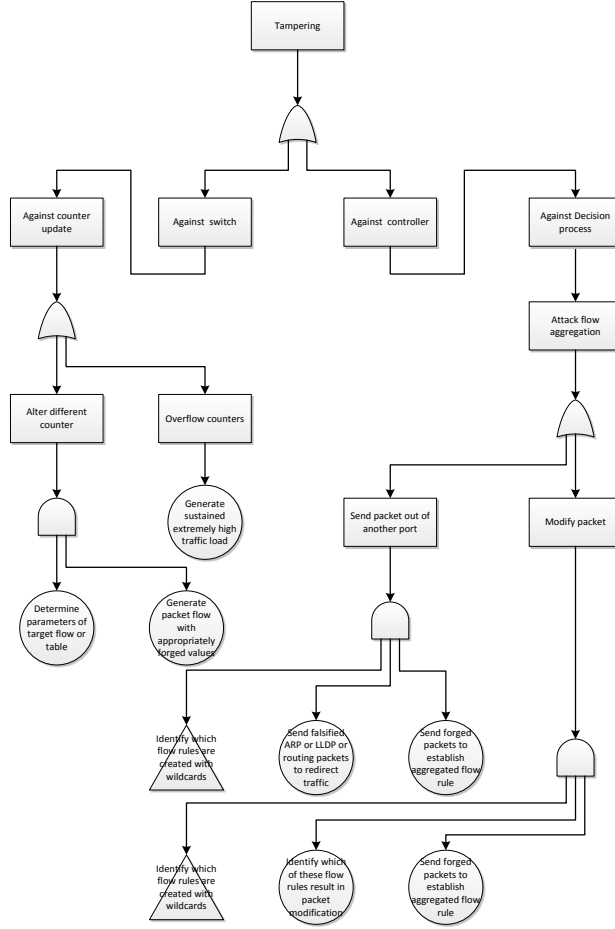 Tampering
Against counter
update
Against switch
Against controller
Against Decision
process
Attack flow
aggregation
Alter different
counter
Overflow counters
Generate
sustained
extremely high
traffic load
Send packet out of
another port
Modify packet
Determine
parameters of
target flow or
table
Generate
packet flow
with
appropriately
forged values
Identify which
flow rules are
created with
wildcards
Send falsified
ARP or LLDP or
routing packets
to redirect
traffic
Send forged
packets to
establish
aggregated flow
rule
Identify which
flow rules are
created with
wildcards
Identify which
of these flow
rules result in
packet
modification
Send forged
packets to
establish
aggregated flow
rule